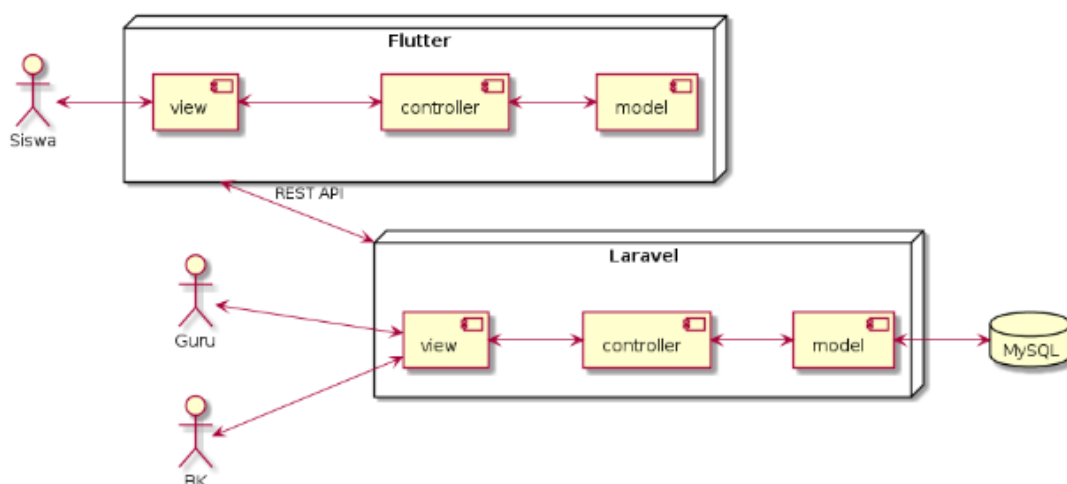 Flutter
view
controller
model
Siswa
REST API
Laravel
Guru
view
controller
model
MySQL
BK